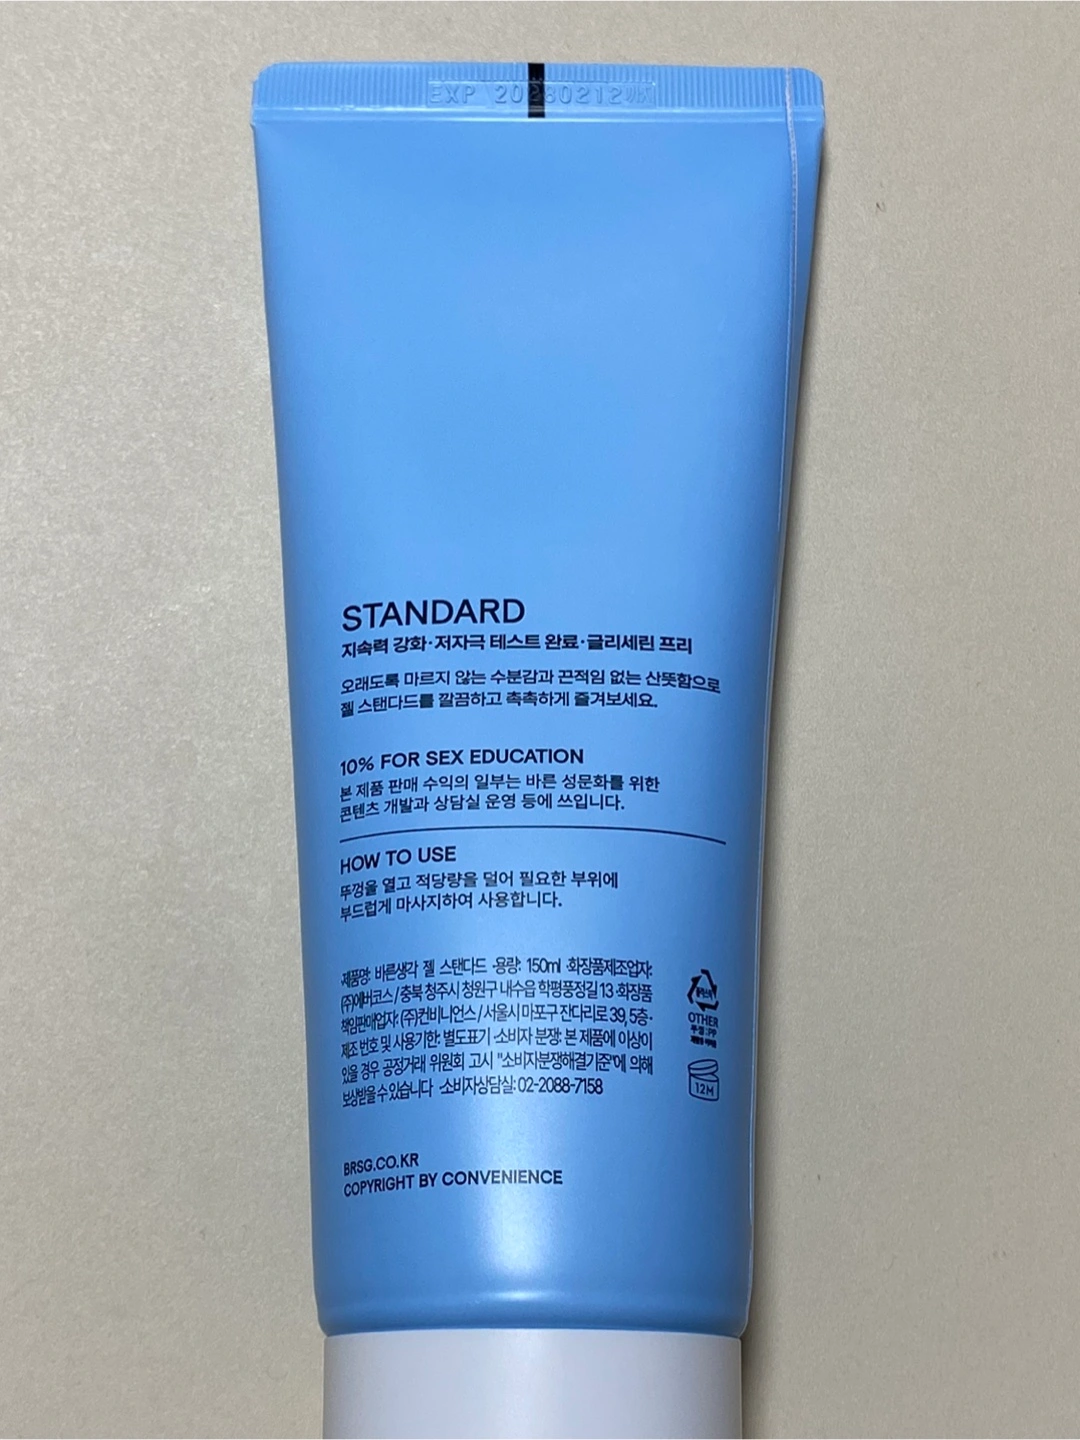 EXP 20280212까지
STANDARD
지속력 강화·저자극 테스트 완료·글리세린 프리
오래도록 마르지 않는 수분감과 끈적임 없는 산뜻함으로
젤 스탠다드를 깔끔하고 촉촉하게 즐겨보세요.
10% FOR SEX EDUCATION
본 제품 판매 수익의 일부는 바른 성문화를 위한
콘텐츠 개발과 상담실 운영 등에 쓰입니다.
HOW TO USE
뚜껑을 열고 적당량을 덜어 필요한 부위에
부드럽게 마사지하여 사용합니다.
·제품명: 바른생각 젤 스탠다드 ·용량: 150ml ·화장품제조업자:
(주)에버코스 / 충북 청주시 청원구 내수읍 학평풍정길 13 ·화장품
책임판매업자: (주)컨비니언스 / 서울시 마포구 잔다리로 39, 5층 ·
제조 번호 및 사용기한: 별도표기 ·소비자 분쟁: 본 제품에 이상이
있을 경우 공정거래 위원회 고시 "소비자분쟁해결기준"에 의해
보상받을 수 있습니다 ·소비자상담실: 02-2088-7158
OTHER
뚜껑:PP
12M
BRSG.CO.KR
COPYRIGHT BY CONVENIENCE